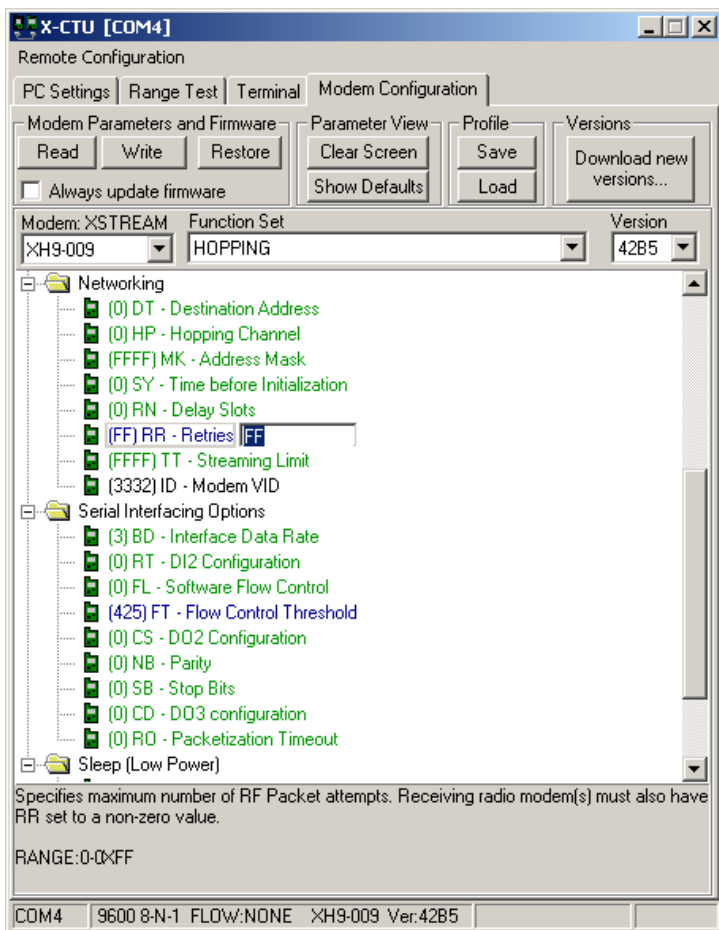 X-CTU [COM4]
Remote Configuration
PC Settings Range Test Terminal Modem Configuration
Modem Parameters and Firmware Parameter View Profile Versions
Read Write Restore Clear Screen Save Download new versions...
Always update firmware Show Defaults Load
Modem: XSTREAM Function Set Version
XH9-009 HOPPING 42B5
Networking
(0) DT - Destination Address
(0) HP - Hopping Channel
(FFFF) MK - Address Mask
(0) SY - Time before Initialization
(0) RN - Delay Slots
(FF) RR - Retries FF
(FFFF) TT - Streaming Limit
(3332) ID - Modem VID
Serial Interfacing Options
(3) BD - Interface Data Rate
(0) RT - DI2 Configuration
(0) FL - Software Flow Control
(425) FT - Flow Control Threshold
(0) CS - DO2 Configuration
(0) NB - Parity
(0) SB - Stop Bits
(0) CD - DO3 configuration
(0) RO - Packetization Timeout
Sleep (Low Power)
Specifies maximum number of RF Packet attempts. Receiving radio modem(s) must also have
RR set to a non-zero value.
RANGE:0-0XFF
COM4 9600 8-N-1 FLOW:NONE XH9-009 Ver:42B5